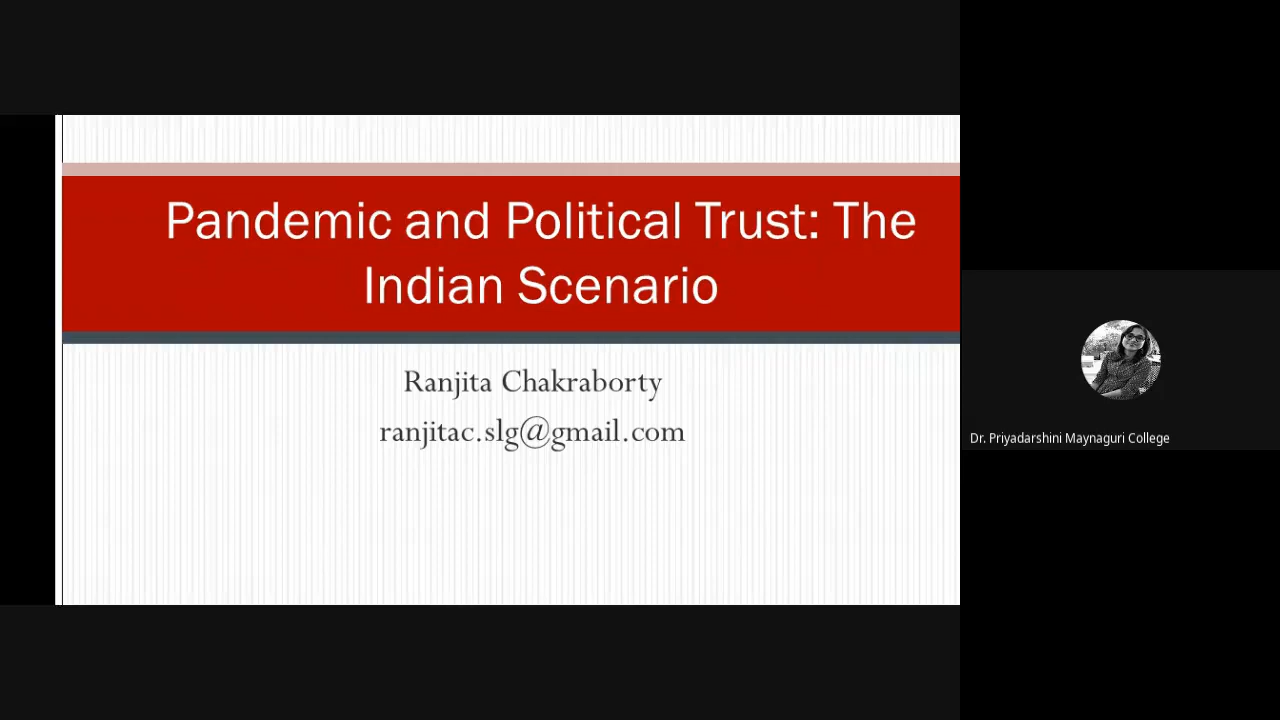 Pandemic and Political Trust: The
Indian Scenario
Ranjita Chakraborty
ranjitac.slg@gmail.com
Dr. Priyadarshini Maynaguri College